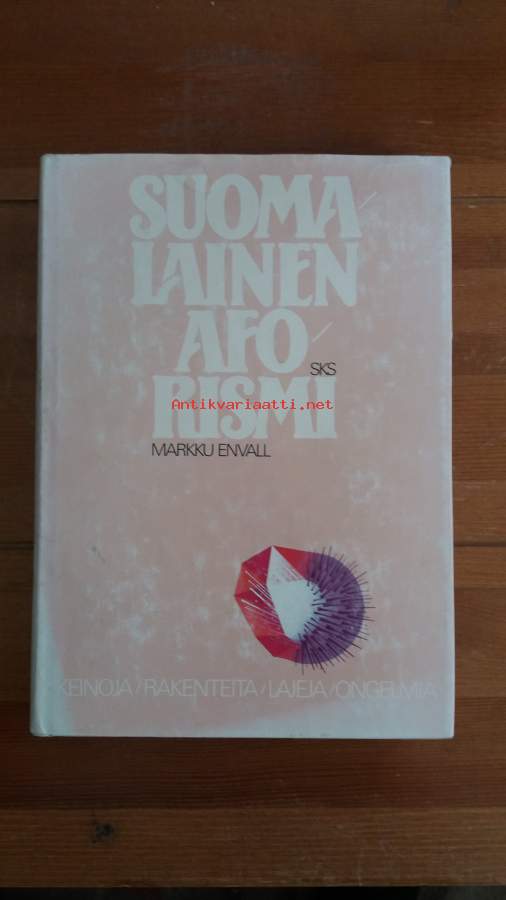 SUOMA/
LAINEN
AFO/
SKS
RISMI
Antikvariaatti.net
MARKKU ENVALL
KEINOJA/RAKENTEITA/LAJEJA/ONGELMIA